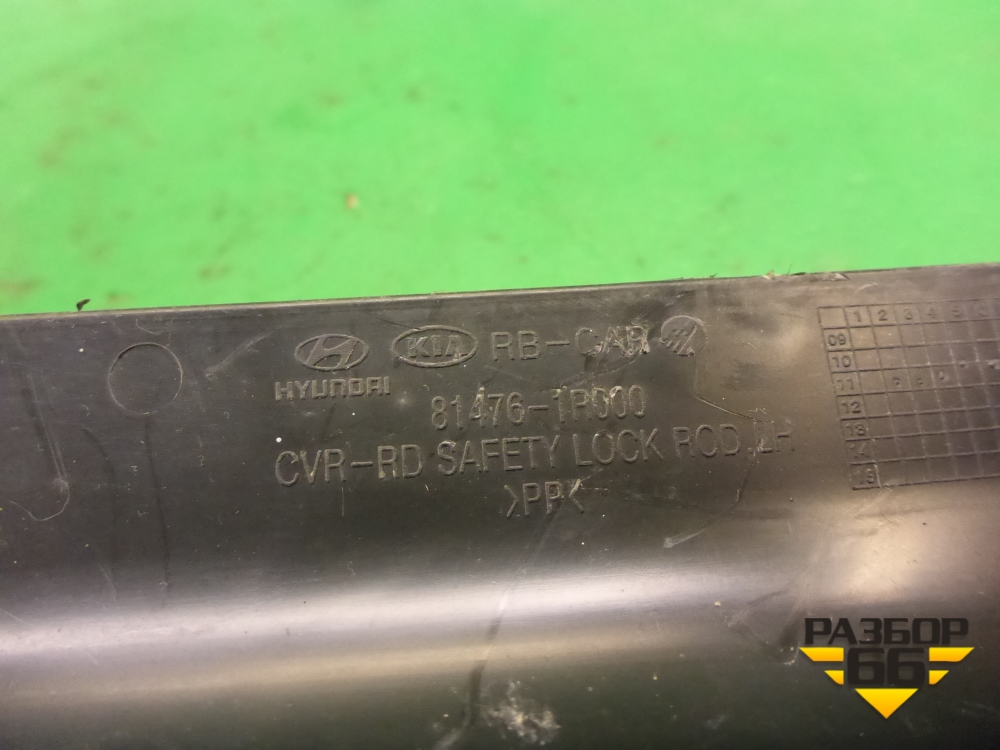 HYUNDAI KIA RB-CAR
81476-1R000
CVR-RD SAFETY LOCK ROD,LH
>PP<
1 2 3 4 5
09
10
11
12
13
14
15
РАЗБОР
66